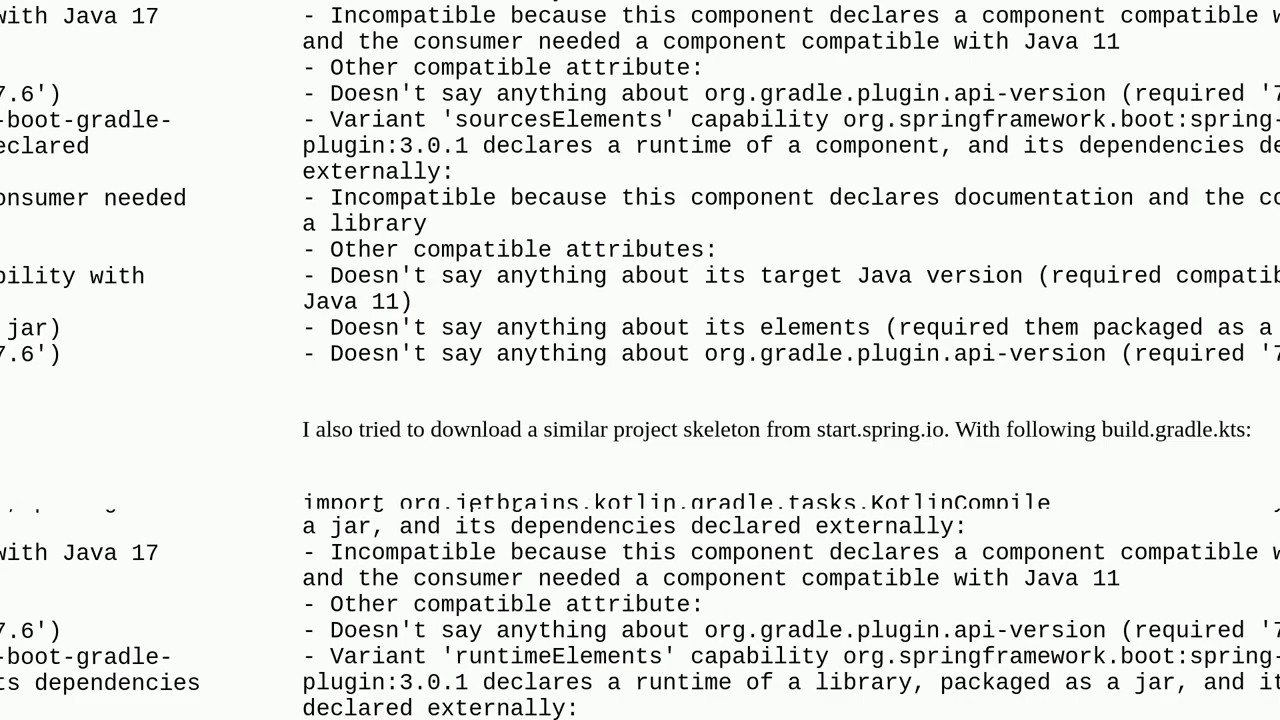 with Java 17
7.6')
-boot-gradle-
eclared
onsumer needed
bility with
jar)
7.6')
with Java 17
7.6')
-boot-gradle-
ts dependencies
- Incompatible because this component declares a component compatible w
and the consumer needed a component compatible with Java 11
- Other compatible attribute:
- Doesn't say anything about org.gradle.plugin.api-version (required '7
- Variant 'sourcesElements' capability org.springframework.boot:spring-
plugin:3.0.1 declares a runtime of a component, and its dependencies de
externally:
- Incompatible because this component declares documentation and the co
a library
- Other compatible attributes:
- Doesn't say anything about its target Java version (required compatib
Java 11)
- Doesn't say anything about its elements (required them packaged as a
- Doesn't say anything about org.gradle.plugin.api-version (required '7
I also tried to download a similar project skeleton from start.spring.io. With following build.gradle.kts:
import org.jetbrains.kotlin.gradle.tasks.KotlinCompile
a jar, and its dependencies declared externally:
- Incompatible because this component declares a component compatible w
and the consumer needed a component compatible with Java 11
- Other compatible attribute:
- Doesn't say anything about org.gradle.plugin.api-version (required '7
- Variant 'runtimeElements' capability org.springframework.boot:spring-
plugin:3.0.1 declares a runtime of a library, packaged as a jar, and it
declared externally: